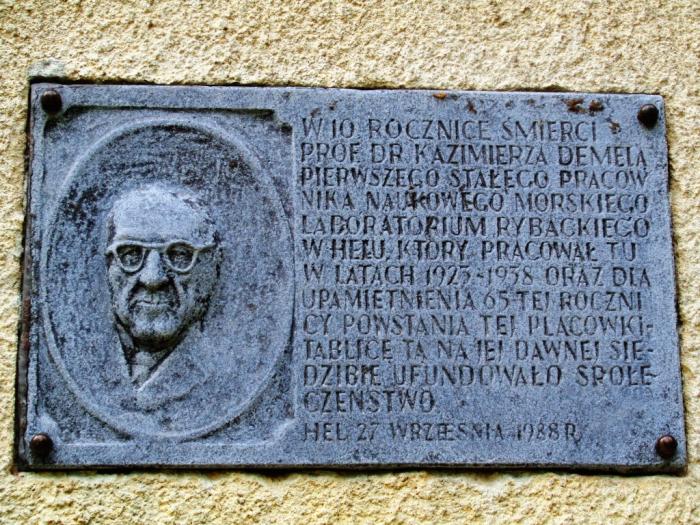 W 10 ROCZNICĘ ŚMIERCI
PROF. DR. KAZIMIERZA DEMELA
PIERWSZEGO STAŁEGO PRACOW
NIKA NAUKOWEGO MORSKIEGO
LABORATORIUM RYBACKIEGO
W HELU, KTÓRY PRACOWAŁ TU
W LATACH 1923-1938 ORAZ DLA
UPAMIĘTNIENIA 65-TEJ ROCZNI
CY POWSTANIA TEJ PLACÓWKI-
TABLICĘ TĄ NA JEJ DAWNEJ SIE-
DZIBIE UFUNDOWAŁO SPOŁE-
CZEŃSTWO
HEL 27 WRZEŚNIA 1988 R.